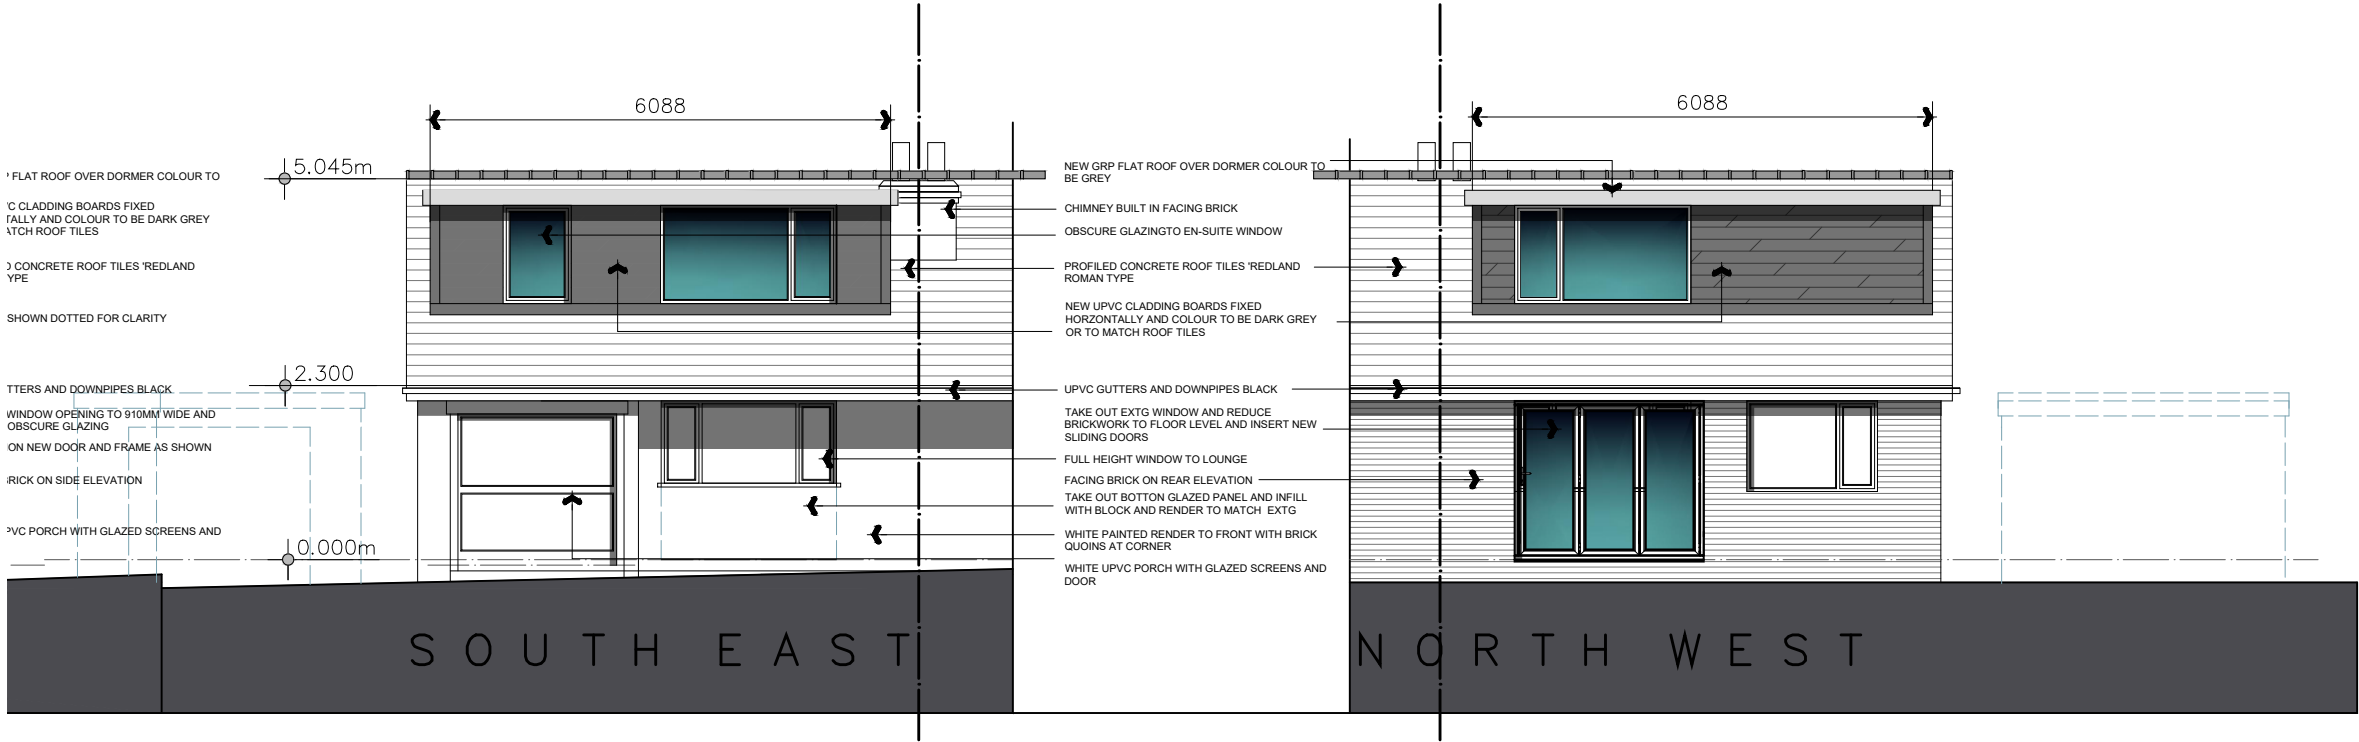 6088
6088
5.045m
FLAT ROOF OVER DORMER COLOUR TO
VC CLADDING BOARDS FIXED
TALLY AND COLOUR TO BE DARK GREY
ATCH ROOF TILES
CONCRETE ROOF TILES 'REDLAND
YPE
SHOWN DOTTED FOR CLARITY
2.300
TTERS AND DOWNPIPES BLACK
WINDOW OPENING TO 910MM WIDE AND
OBSCURE GLAZING
ION NEW DOOR AND FRAME AS SHOWN
BRICK ON SIDE ELEVATION
PVC PORCH WITH GLAZED SCREENS AND
0.000m
NEW GRP FLAT ROOF OVER DORMER COLOUR TO
BE GREY
CHIMNEY BUILT IN FACING BRICK
OBSCURE GLAZINGTO EN-SUITE WINDOW
PROFILED CONCRETE ROOF TILES 'REDLAND
ROMAN TYPE
NEW UPVC CLADDING BOARDS FIXED
HORZONTALLY AND COLOUR TO BE DARK GREY
OR TO MATCH ROOF TILES
UPVC GUTTERS AND DOWNPIPES BLACK
TAKE OUT EXTG WINDOW AND REDUCE
BRICKWORK TO FLOOR LEVEL AND INSERT NEW
SLIDING DOORS
FULL HEIGHT WINDOW TO LOUNGE
FACING BRICK ON REAR ELEVATION
TAKE OUT BOTTON GLAZED PANEL AND INFILL
WITH BLOCK AND RENDER TO MATCH EXTG
WHITE PAINTED RENDER TO FRONT WITH BRICK
QUOINS AT CORNER
WHITE UPVC PORCH WITH GLAZED SCREENS AND
DOOR
SOUTH EAST
NORTH WEST